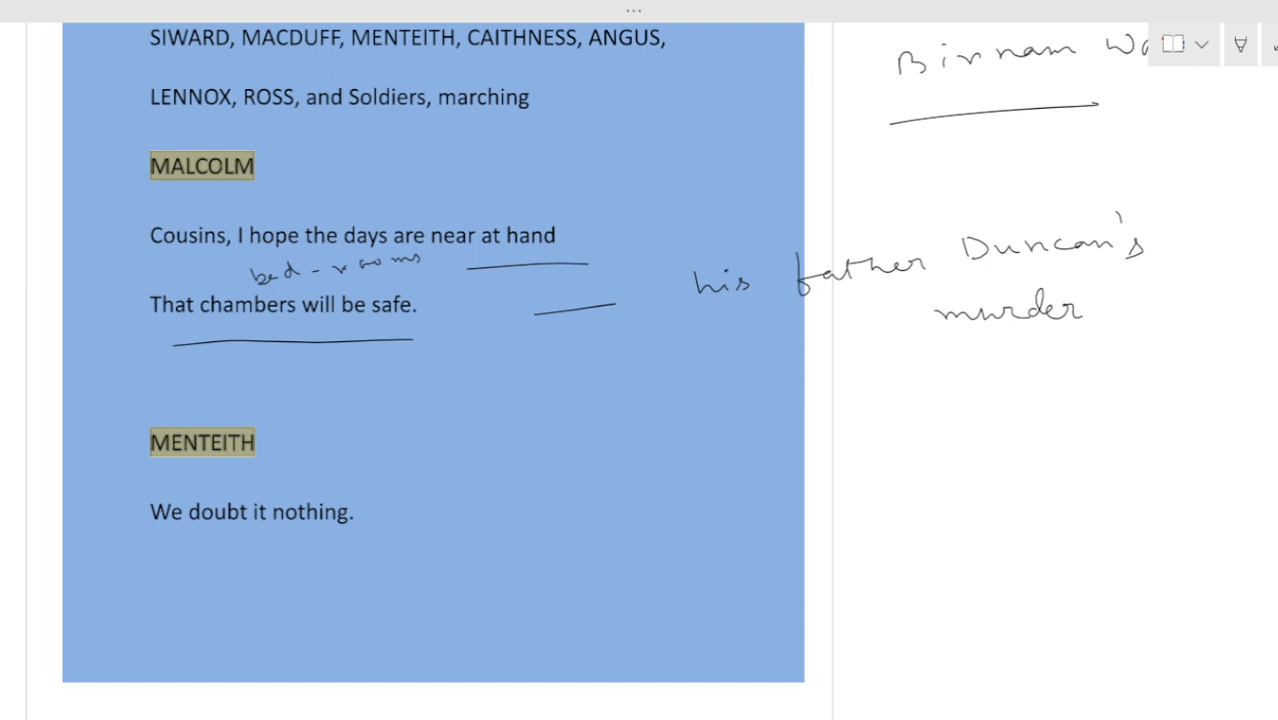 SIWARD, MACDUFF, MENTEITH, CAITHNESS, ANGUS,
Birnam
LENNOX, ROSS, and Soldiers, marching
MALCOLM
Cousins, I hope the days are near at hand
bed-rooms
his father Duncan's
That chambers will be safe.
murder
MENTEITH
We doubt it nothing.